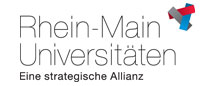 Rhein-Main
Universitäten
Eine strategische Allianz